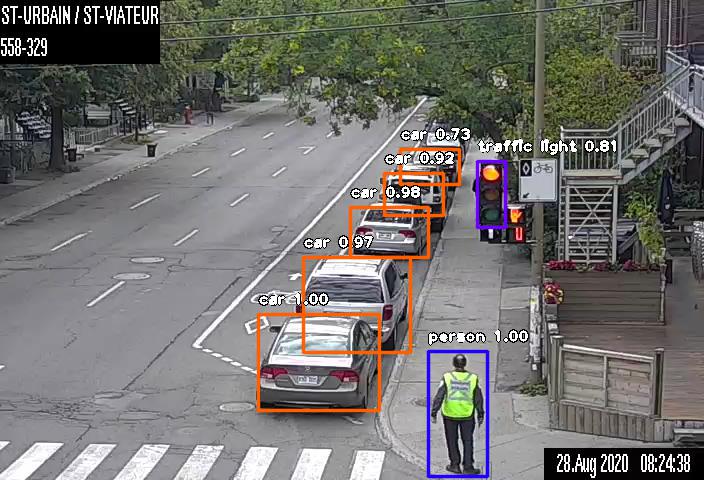 ST-URBAIN / ST-VIATEUR
558-329
car 0.73
traffic light 0.81
car 0.92
car 0.98
car 0.97
car 1.00
person 1.00
28.Aug 2020 08:24:38